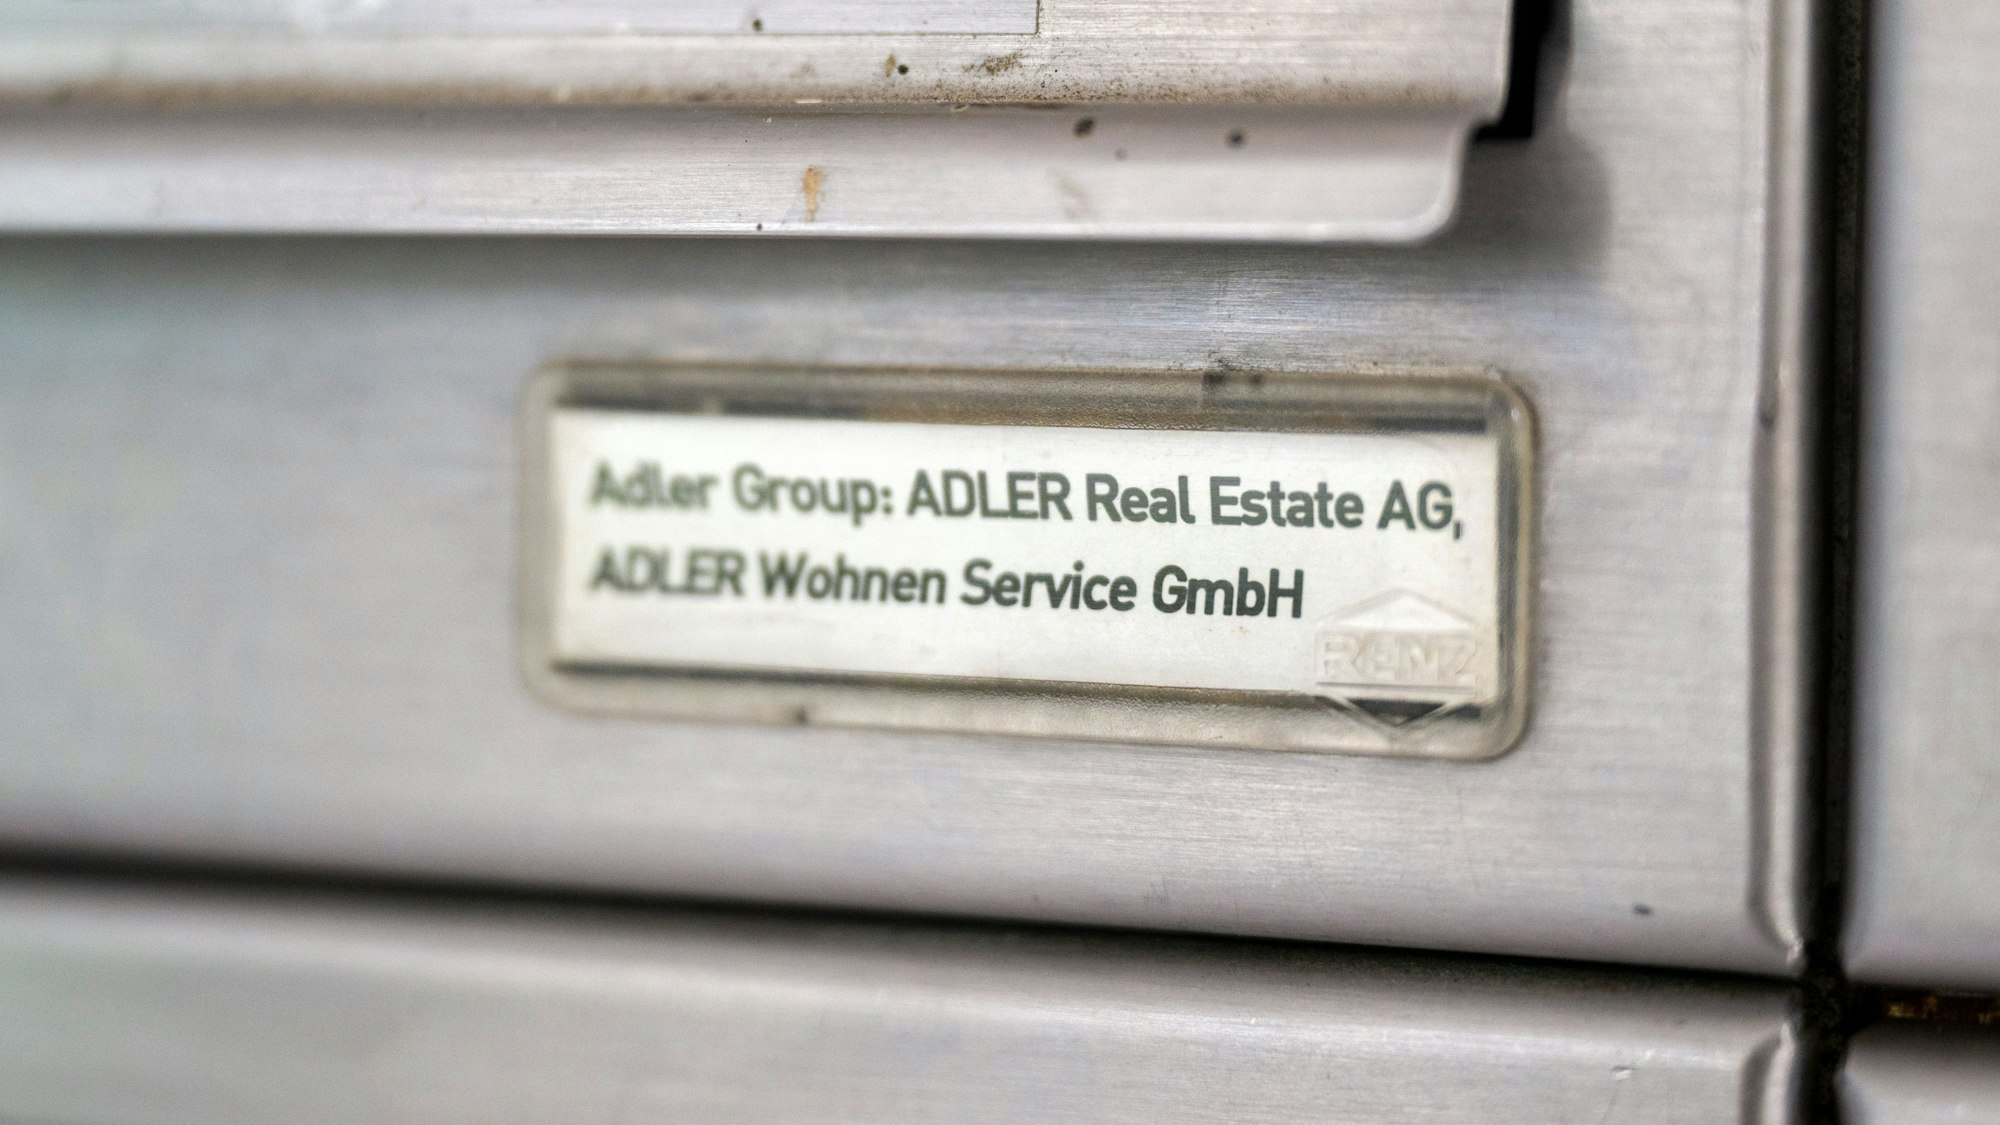 Adler Group: ADLER Real Estate AG,
ADLER Wohnen Service GmbH
RENZ